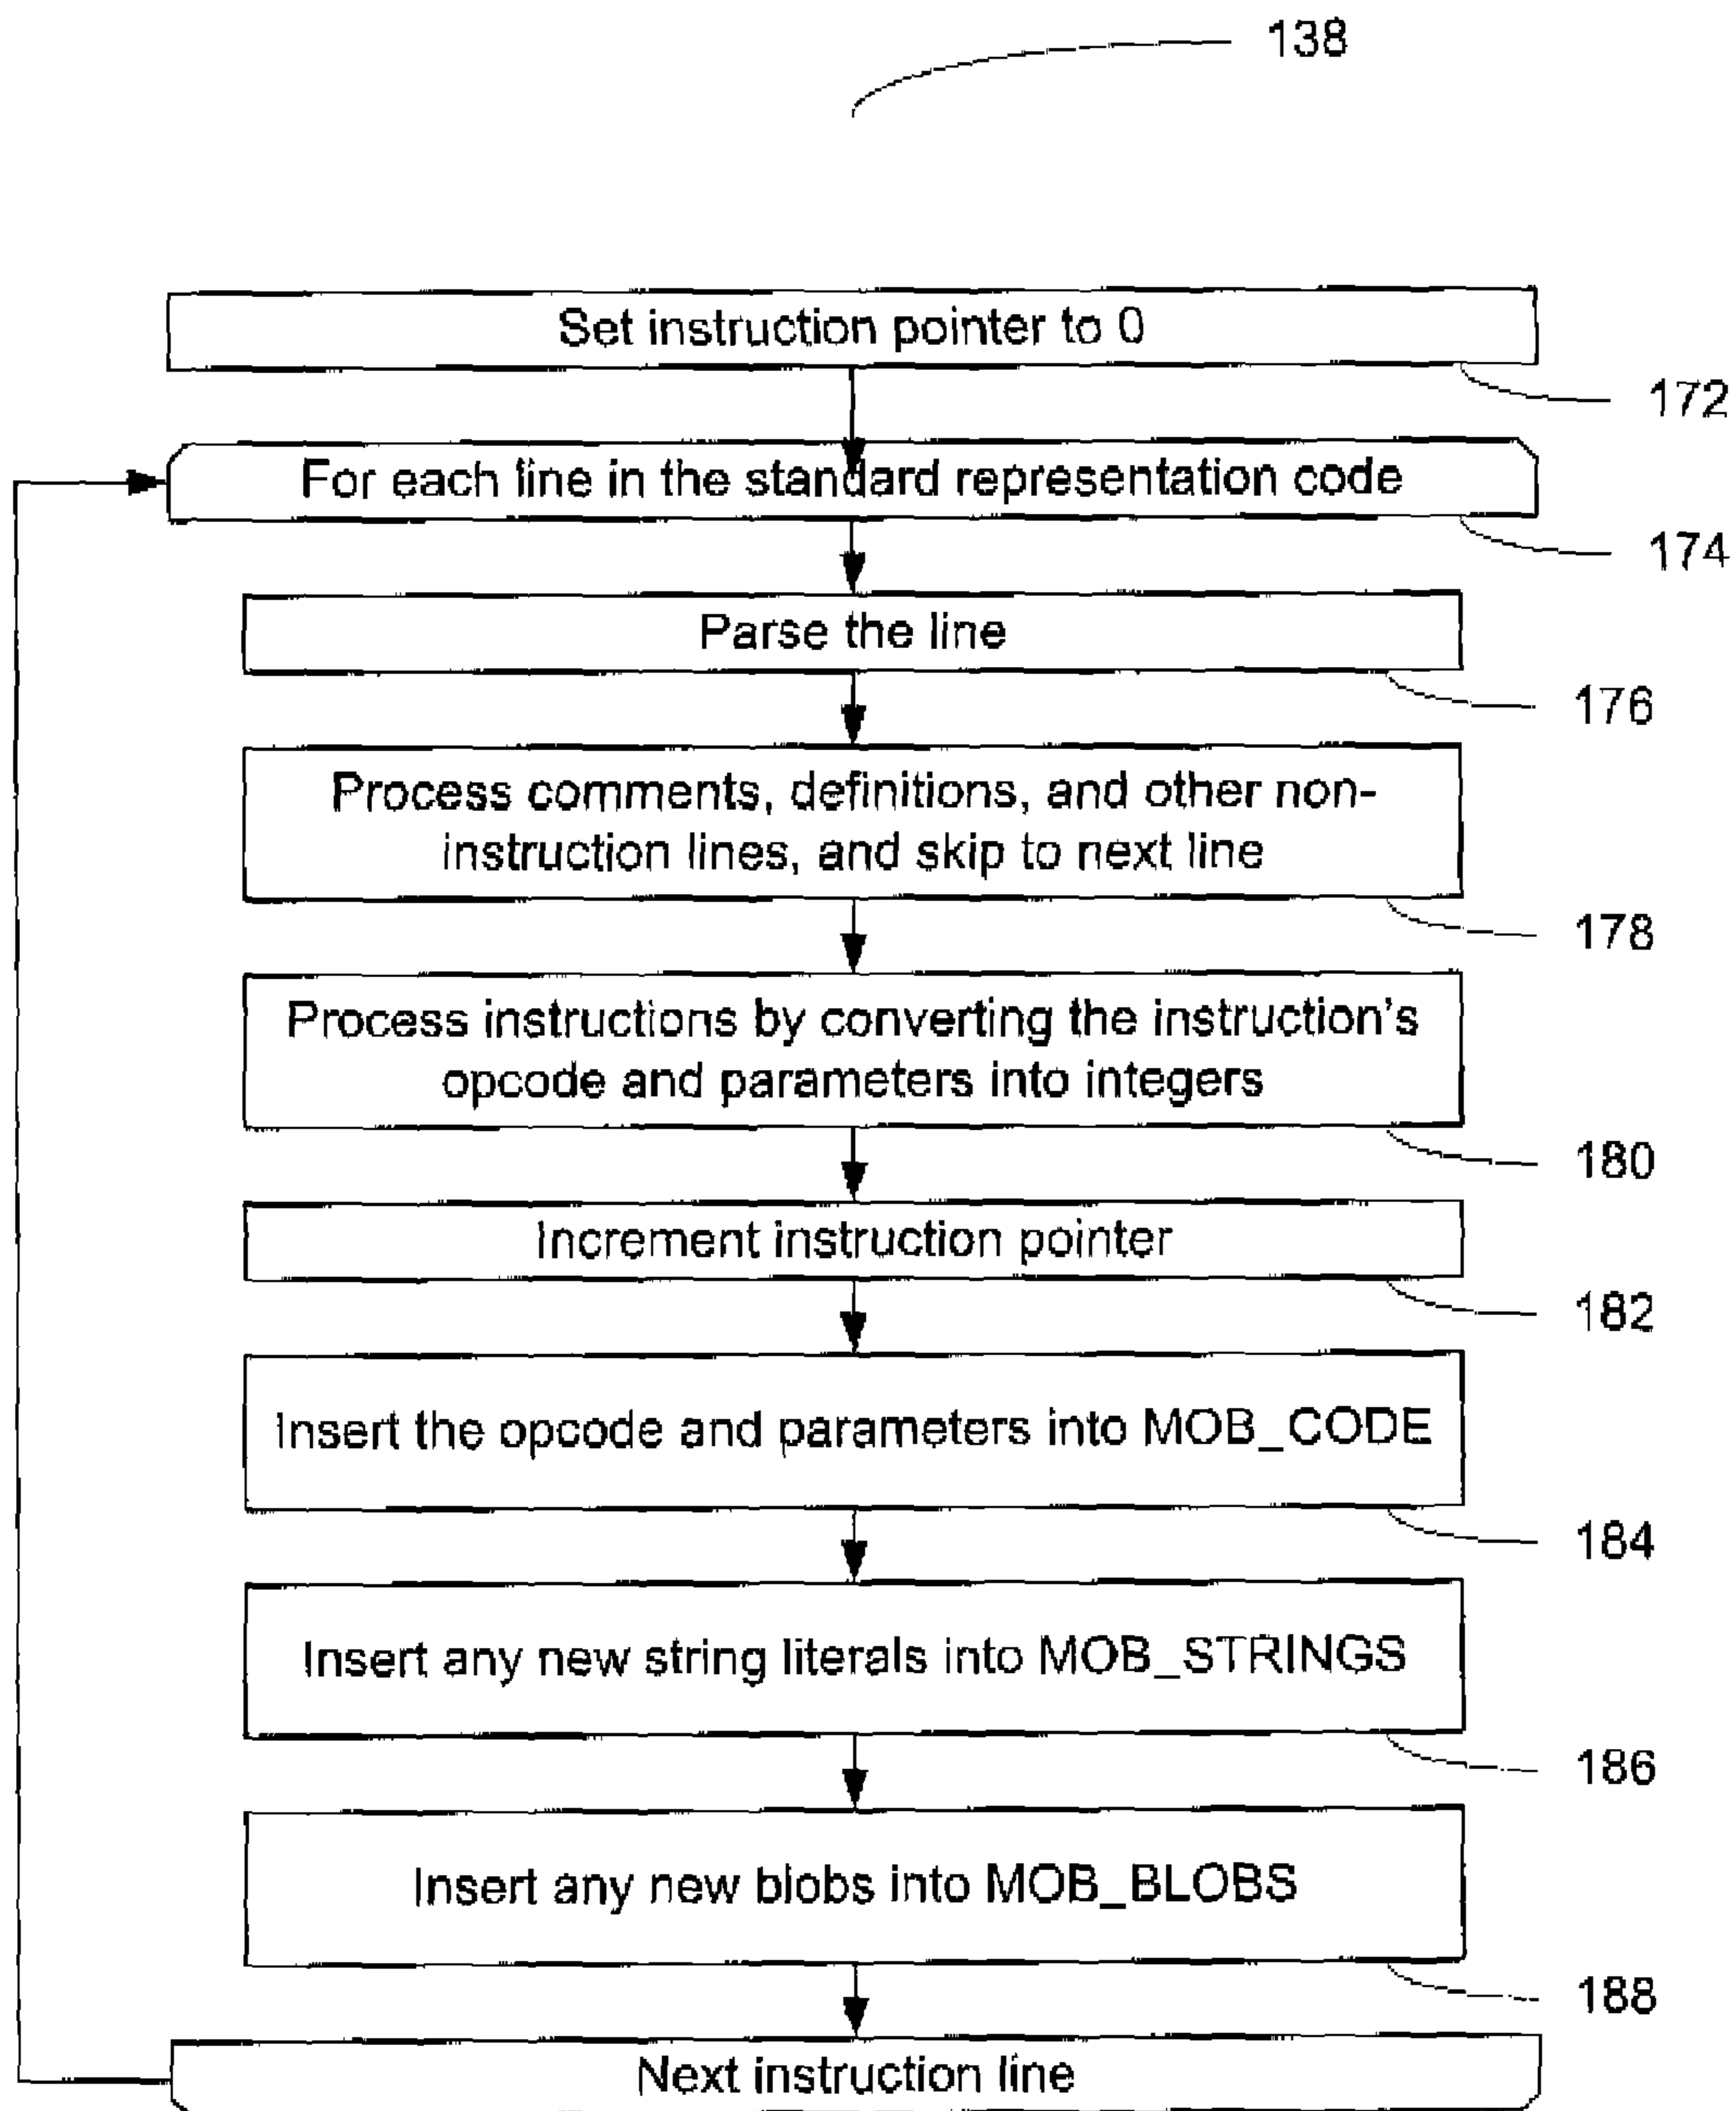 138
Set instruction pointer to 0
172
For each line in the standard representation code
174
Parse the line
176
Process comments, definitions, and other non-
instruction lines, and skip to next line
178
Process instructions by converting the instruction's
opcode and parameters into integers
180
Increment instruction pointer
182
Insert the opcode and parameters into MOB_CODE
184
Insert any new string literals into MOB_STRINGS
186
Insert any new blobs into MOB_BLOBS
188
Next instruction line